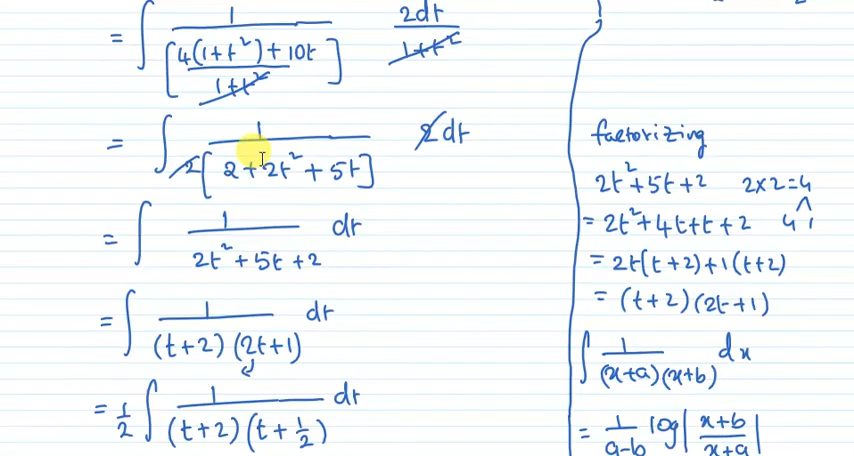 = ∫ 1/[4(1+t²)+10t / 1+t²] 2dt/1+t²
= ∫ 1/2[2+2t²+5t] 2dt
= ∫ 1/2t²+5t+2 dt
= ∫ 1/(t+2)(2t+1) dt
= 1/2 ∫ 1/(t+2)(t+1/2) dt
factorizing
2t²+5t+2 2×2=4
= 2t²+4t+t+2 4 1
= 2t(t+2)+1(t+2)
= (t+2)(2t+1)
∫ 1/(x+a)(x+b) dx
= 1/a-b log|x+b/x+a|